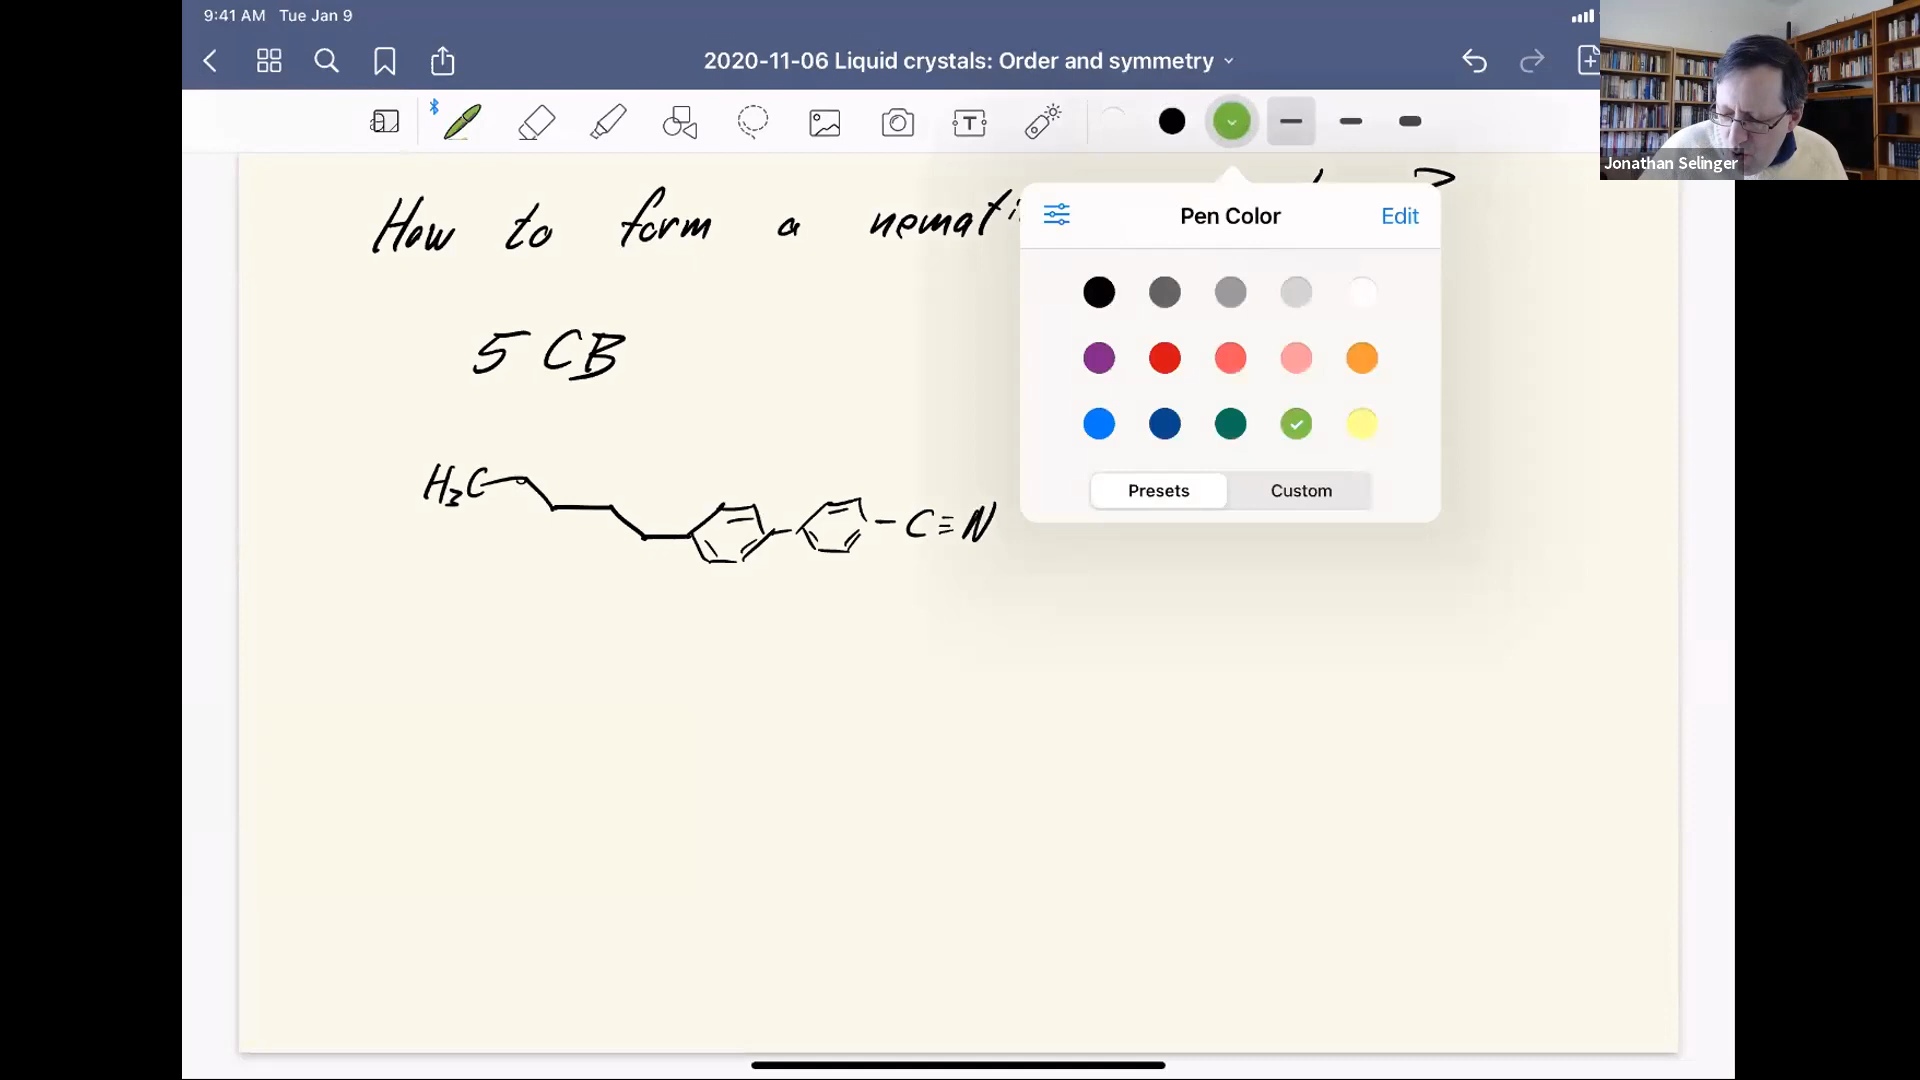 9:41 AM Tue Jan 9
2020-11-06 Liquid crystals: Order and symmetry
Jonathan Selinger
How to form a nemati
Pen Color
Edit
5 CB
H₃C
C≡N
Presets
Custom